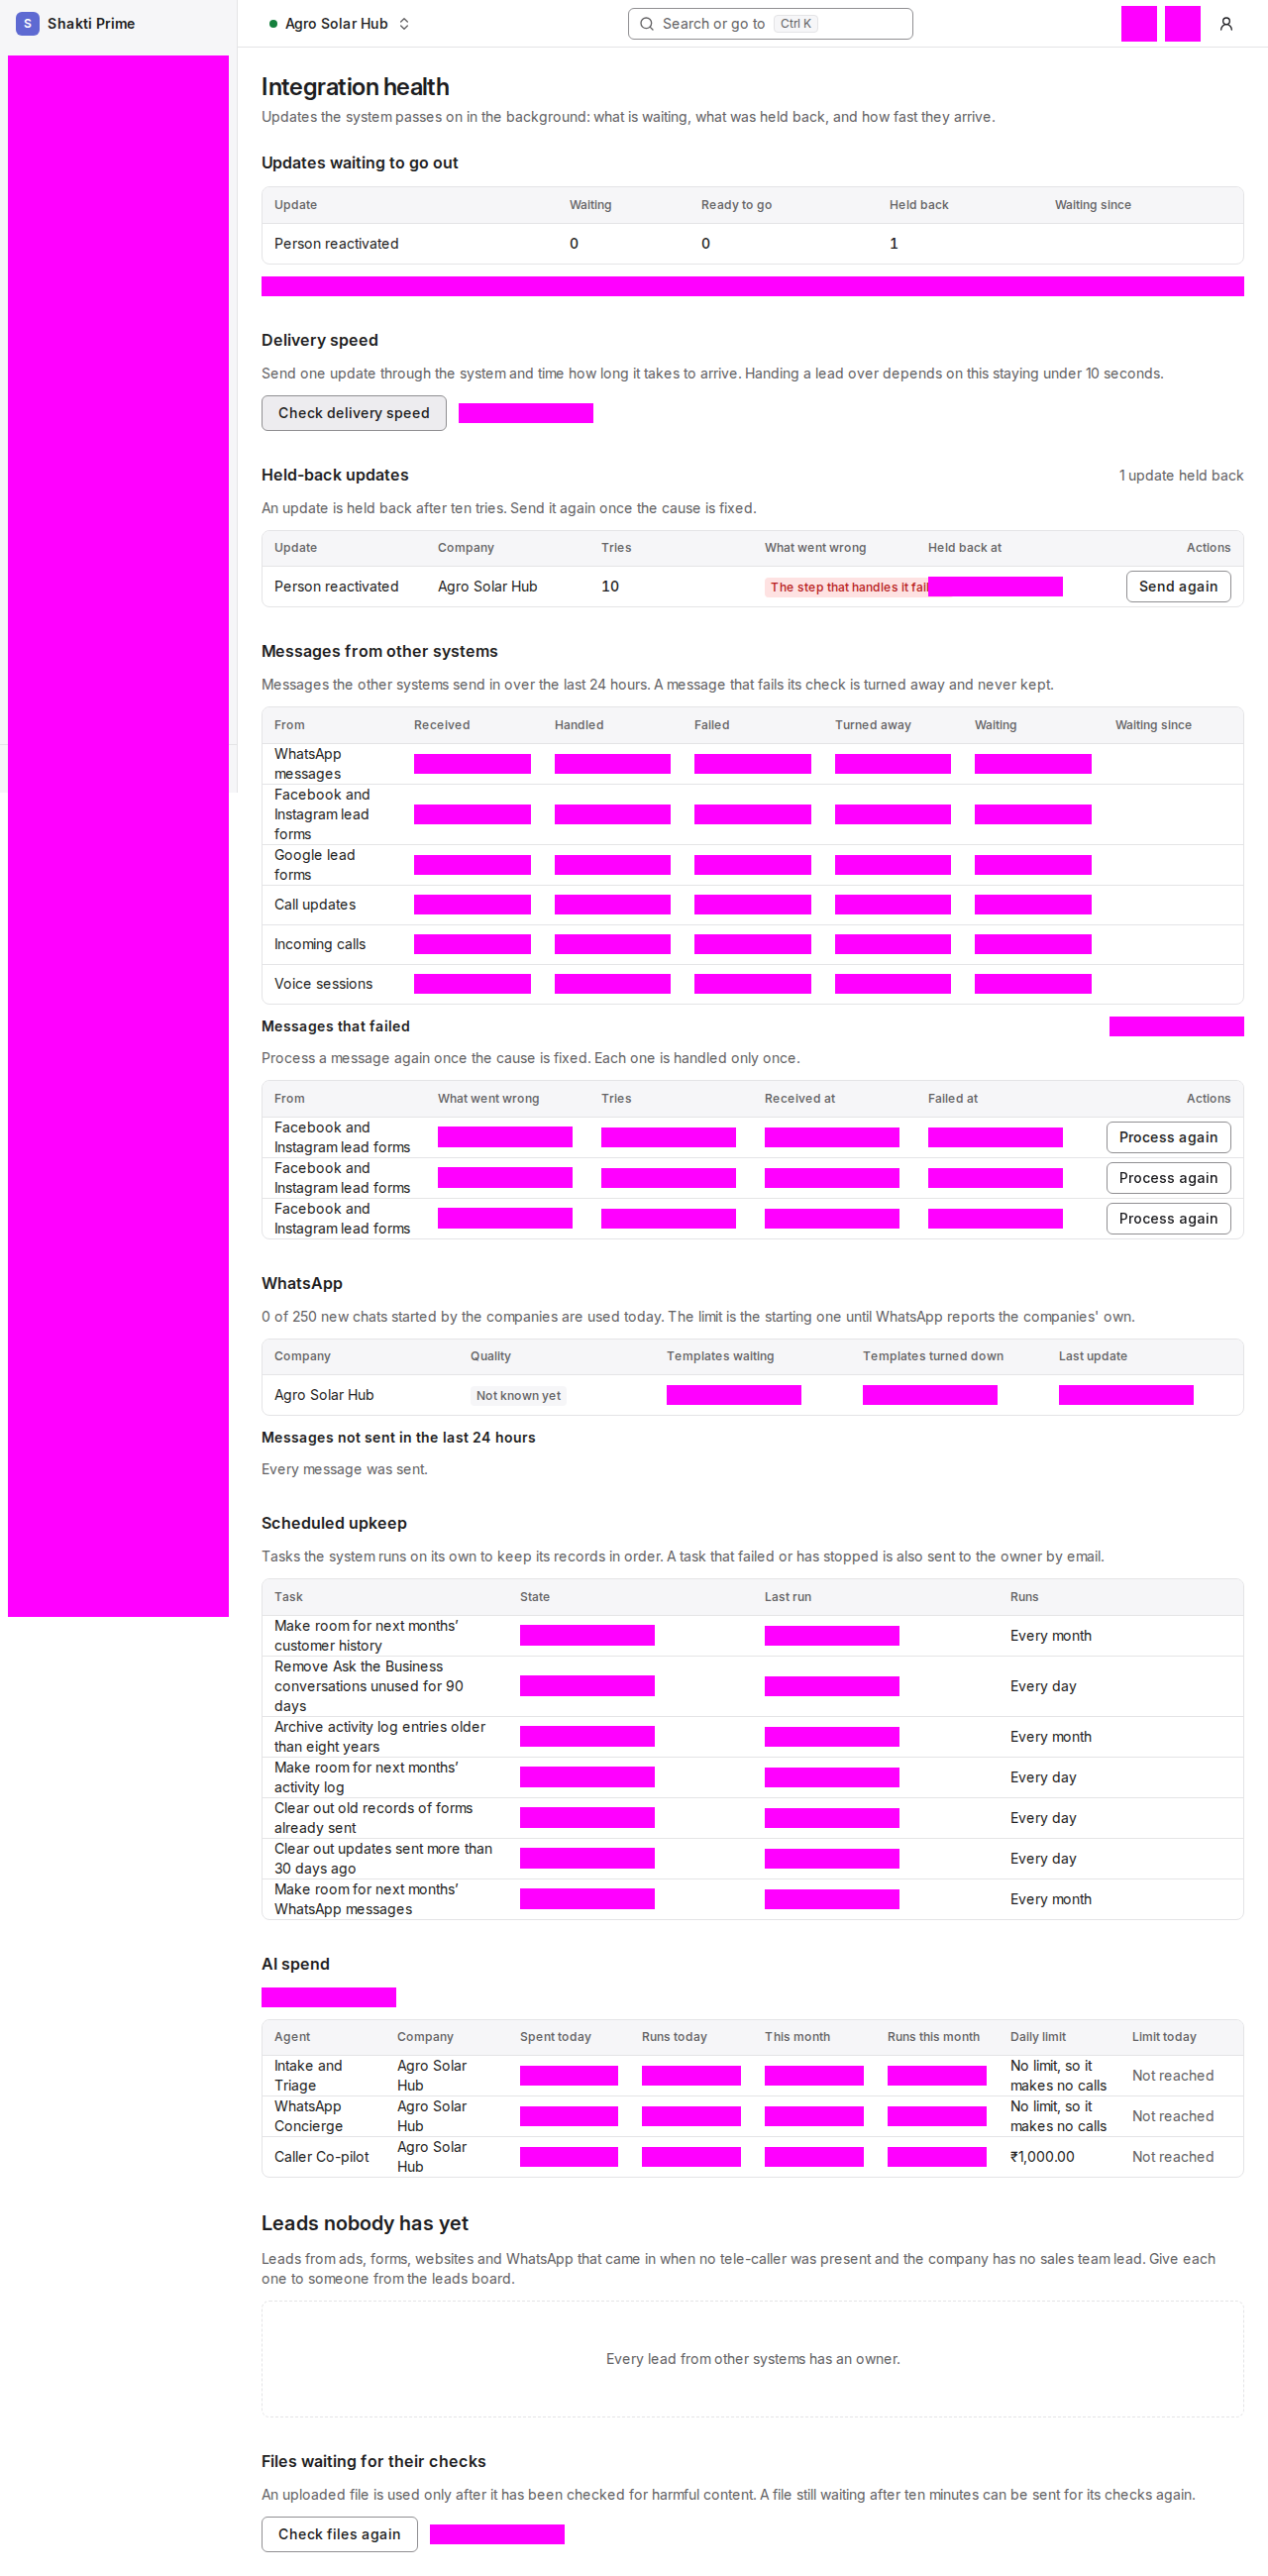 S Shakti Prime
Agro Solar Hub
Search or go to Ctrl K
Integration health
Updates the system passes on in the background: what is waiting, what was held back, and how fast they arrive.
Updates waiting to go out
Update Waiting Ready to go Held back Waiting since
Person reactivated 0 0 1
Delivery speed
Send one update through the system and time how long it takes to arrive. Handing a lead over depends on this staying under 10 seconds.
Check delivery speed
Held-back updates 1 update held back
An update is held back after ten tries. Send it again once the cause is fixed.
Update Company Tries What went wrong Held back at Actions
Person reactivated Agro Solar Hub 10 The step that handles it Send again
Messages from other systems
Messages the other systems send in over the last 24 hours. A message that fails its check is turned away and never kept.
From Received Handled Failed Turned away Waiting Waiting since
WhatsApp
messages
Facebook and
Instagram lead
forms
Google lead
forms
Call updates
Incoming calls
Voice sessions
Messages that failed
Process a message again once the cause is fixed. Each one is handled only once.
From What went wrong Tries Received at Failed at Actions
Facebook and
Instagram lead forms Process again
Facebook and
Instagram lead forms Process again
Facebook and
Instagram lead forms Process again
WhatsApp
0 of 250 new chats started by the companies are used today. The limit is the starting one until WhatsApp reports the companies' own.
Company Quality Templates waiting Templates turned down Last update
Agro Solar Hub Not known yet
Messages not sent in the last 24 hours
Every message was sent.
Scheduled upkeep
Tasks the system runs on its own to keep its records in order. A task that failed or has stopped is also sent to the owner by email.
Task State Last run Runs
Make room for next months’
customer history Every month
Remove Ask the Business
conversations unused for 90
days Every day
Archive activity log entries older
than eight years Every month
Make room for next months’
activity log Every day
Clear out old records of forms
already sent Every day
Clear out updates sent more than
30 days ago Every day
Make room for next months’
WhatsApp messages Every month
AI spend
Agent Company Spent today Runs today This month Runs this month Daily limit Limit today
Intake and Agro Solar No limit, so it
Triage Hub makes no calls Not reached
WhatsApp Agro Solar No limit, so it
Concierge Hub makes no calls Not reached
Caller Co-pilot Agro Solar ₹1,000.00 Not reached
Hub
Leads nobody has yet
Leads from ads, forms, websites and WhatsApp that came in when no tele-caller was present and the company has no sales team lead. Give each
one to someone from the leads board.
Every lead from other systems has an owner.
Files waiting for their checks
An uploaded file is used only after it has been checked for harmful content. A file still waiting after ten minutes can be sent for its checks again.
Check files again